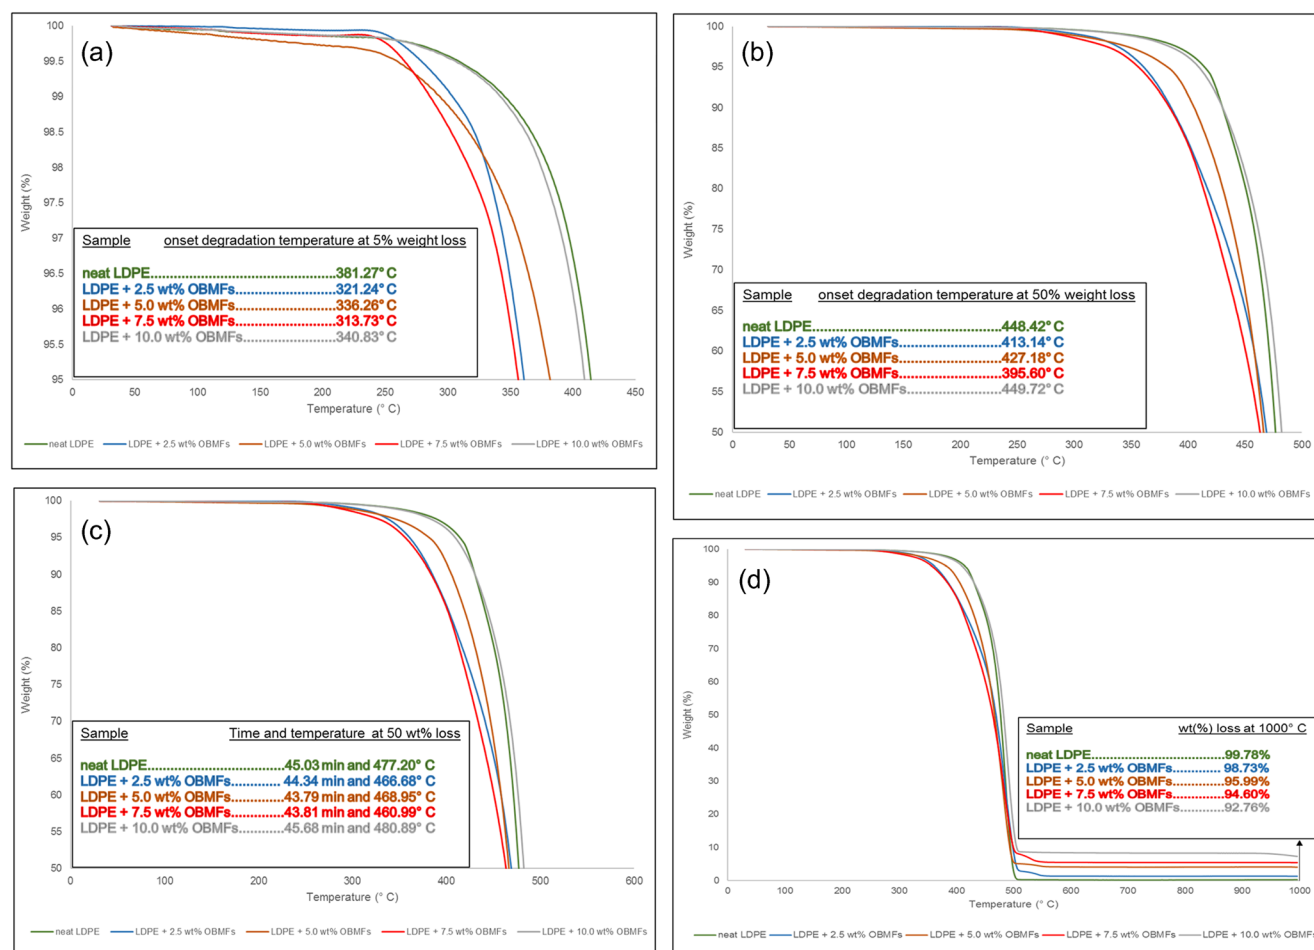 (a)
Weight (%)
100
99.5
99
98.5
98
97.5
97
96.5
96
95.5
95
Sample onset degradation temperature at 5% weight loss
neat LDPE............................................381.27° C
LDPE + 2.5 wt% OBMFs.......................321.24° C
LDPE + 5.0 wt% OBMFs.......................336.26° C
LDPE + 7.5 wt% OBMFs.......................313.73° C
LDPE + 10.0 wt% OBMFs.....................340.83° C
0 50 100 150 200 250 300 350 400 450
Temperature (° C)
neat LDPE LDPE + 2.5 wt% OBMFs LDPE + 5.0 wt% OBMFs LDPE + 7.5 wt% OBMFs LDPE + 10.0 wt% OBMFs
(b)
Weight (%)
100
95
90
85
80
75
70
65
60
55
50
Sample onset degradation temperature at 50% weight loss
neat LDPE............................................448.42° C
LDPE + 2.5 wt% OBMFs.......................413.14° C
LDPE + 5.0 wt% OBMFs.......................427.18° C
LDPE + 7.5 wt% OBMFs.......................395.60° C
LDPE + 10.0 wt% OBMFs.....................449.72° C
0 50 100 150 200 250 300 350 400 450 500
Temperature (° C)
neat LDPE LDPE + 2.5 wt% OBMFs LDPE + 5.0 wt% OBMFs LDPE + 7.5 wt% OBMFs LDPE + 10.0 wt% OBMFs
(c)
Weight (%)
100
95
90
85
80
75
70
65
60
55
50
Sample Time and temperature at 50 wt% loss
neat LDPE................................45.03 min and 477.20° C
LDPE + 2.5 wt% OBMFs............44.34 min and 466.68° C
LDPE + 5.0 wt% OBMFs............43.79 min and 468.95° C
LDPE + 7.5 wt% OBMFs............43.81 min and 460.99° C
LDPE + 10.0 wt% OBMFs..........45.68 min and 480.89° C
0 100 200 300 400 500 600
Temperature (° C)
neat LDPE LDPE + 2.5 wt% OBMFs LDPE + 5.0 wt% OBMFs LDPE + 7.5 wt% OBMFs LDPE + 10.0 wt% OBMFs
(d)
Weight (%)
100
90
80
70
60
50
40
30
20
10
0
Sample wt(%) loss at 1000° C
neat LDPE...............................99.78%
LDPE + 2.5 wt% OBMFs..........98.73%
LDPE + 5.0 wt% OBMFs..........95.99%
LDPE + 7.5 wt% OBMFs..........94.60%
LDPE + 10.0 wt% OBMFs........92.76%
0 100 200 300 400 500 600 700 800 900 1000
Temperature (° C)
neat LDPE LDPE + 2.5 wt% OBMFs LDPE + 5.0 wt% OBMFs LDPE + 7.5 wt% OBMFs LDPE + 10.0 wt% OBMFs